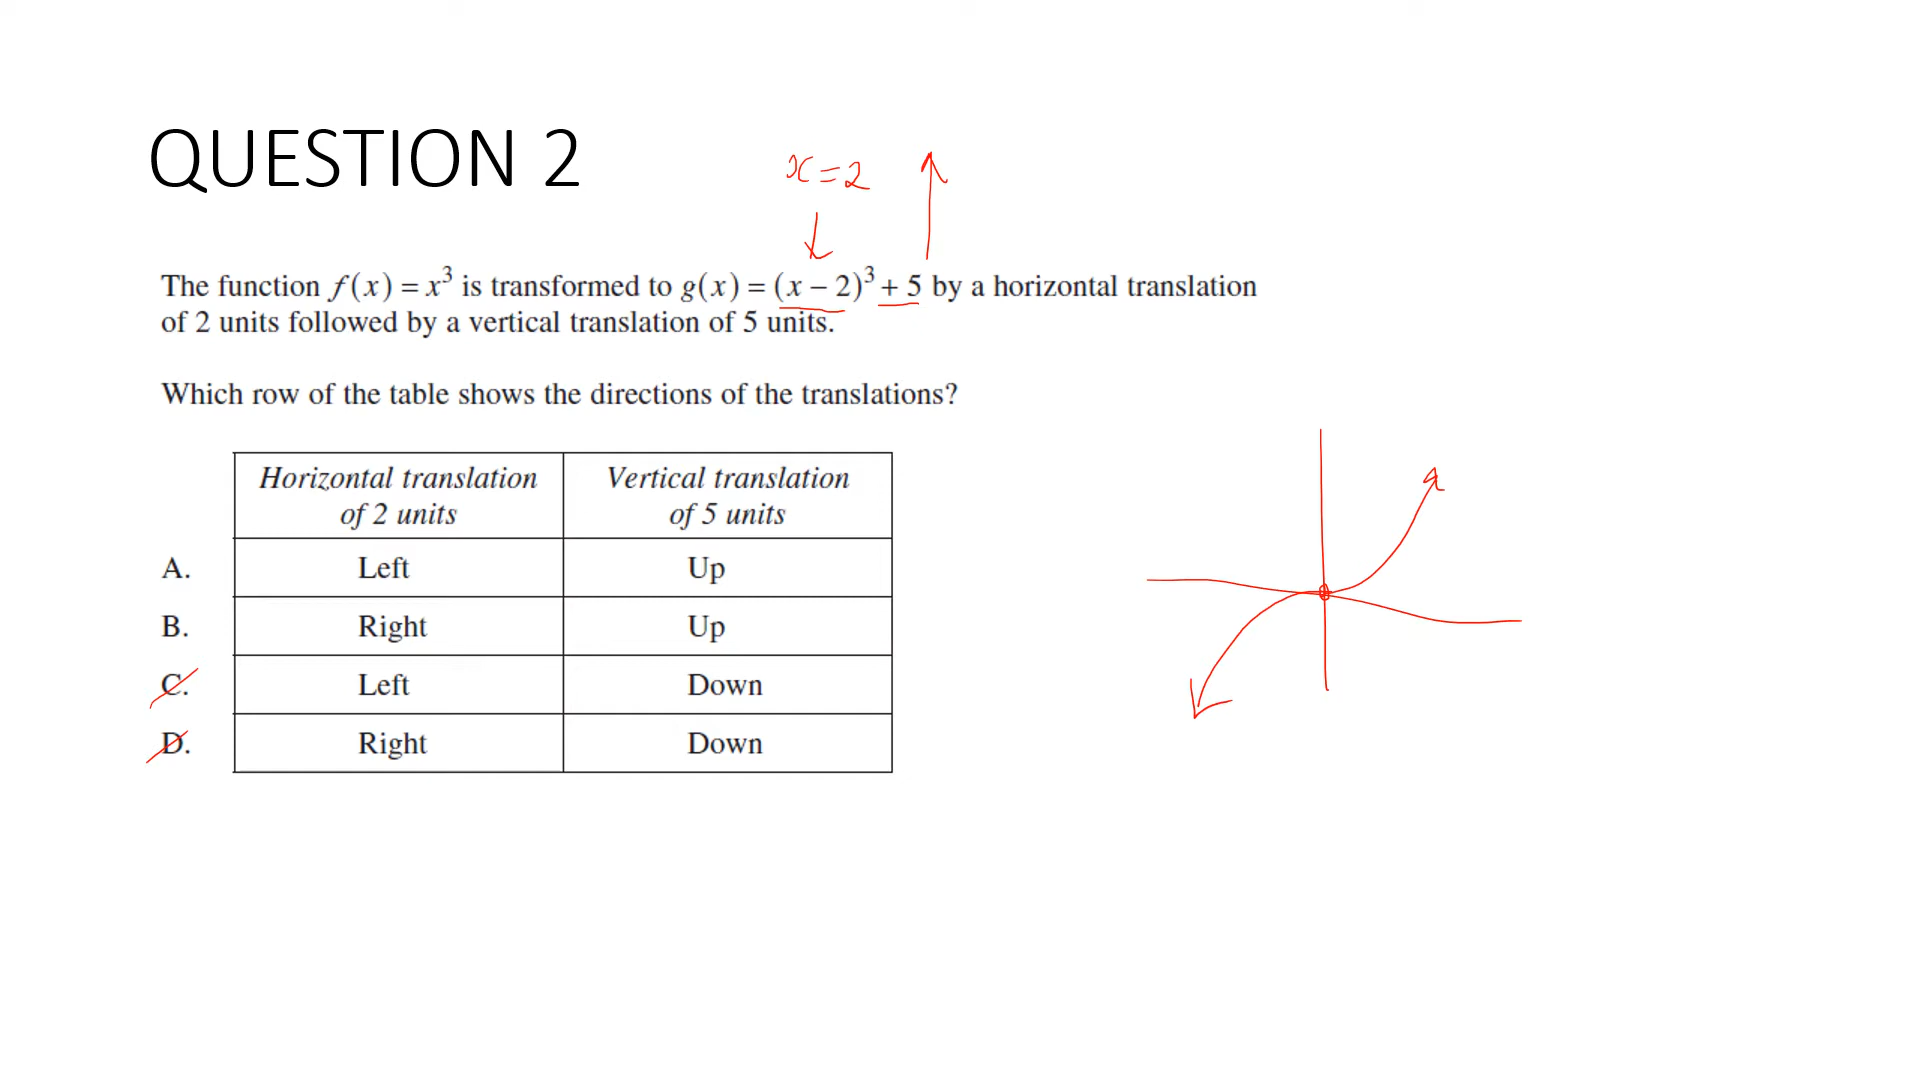 QUESTION 2
x = 2
The function f(x) = x³ is transformed to g(x) = (x − 2)³ + 5 by a horizontal translation
of 2 units followed by a vertical translation of 5 units.
Which row of the table shows the directions of the translations?
Horizontal translation of 2 units Vertical translation of 5 units
A. Left Up
B. Right Up
C. Left Down
D. Right Down